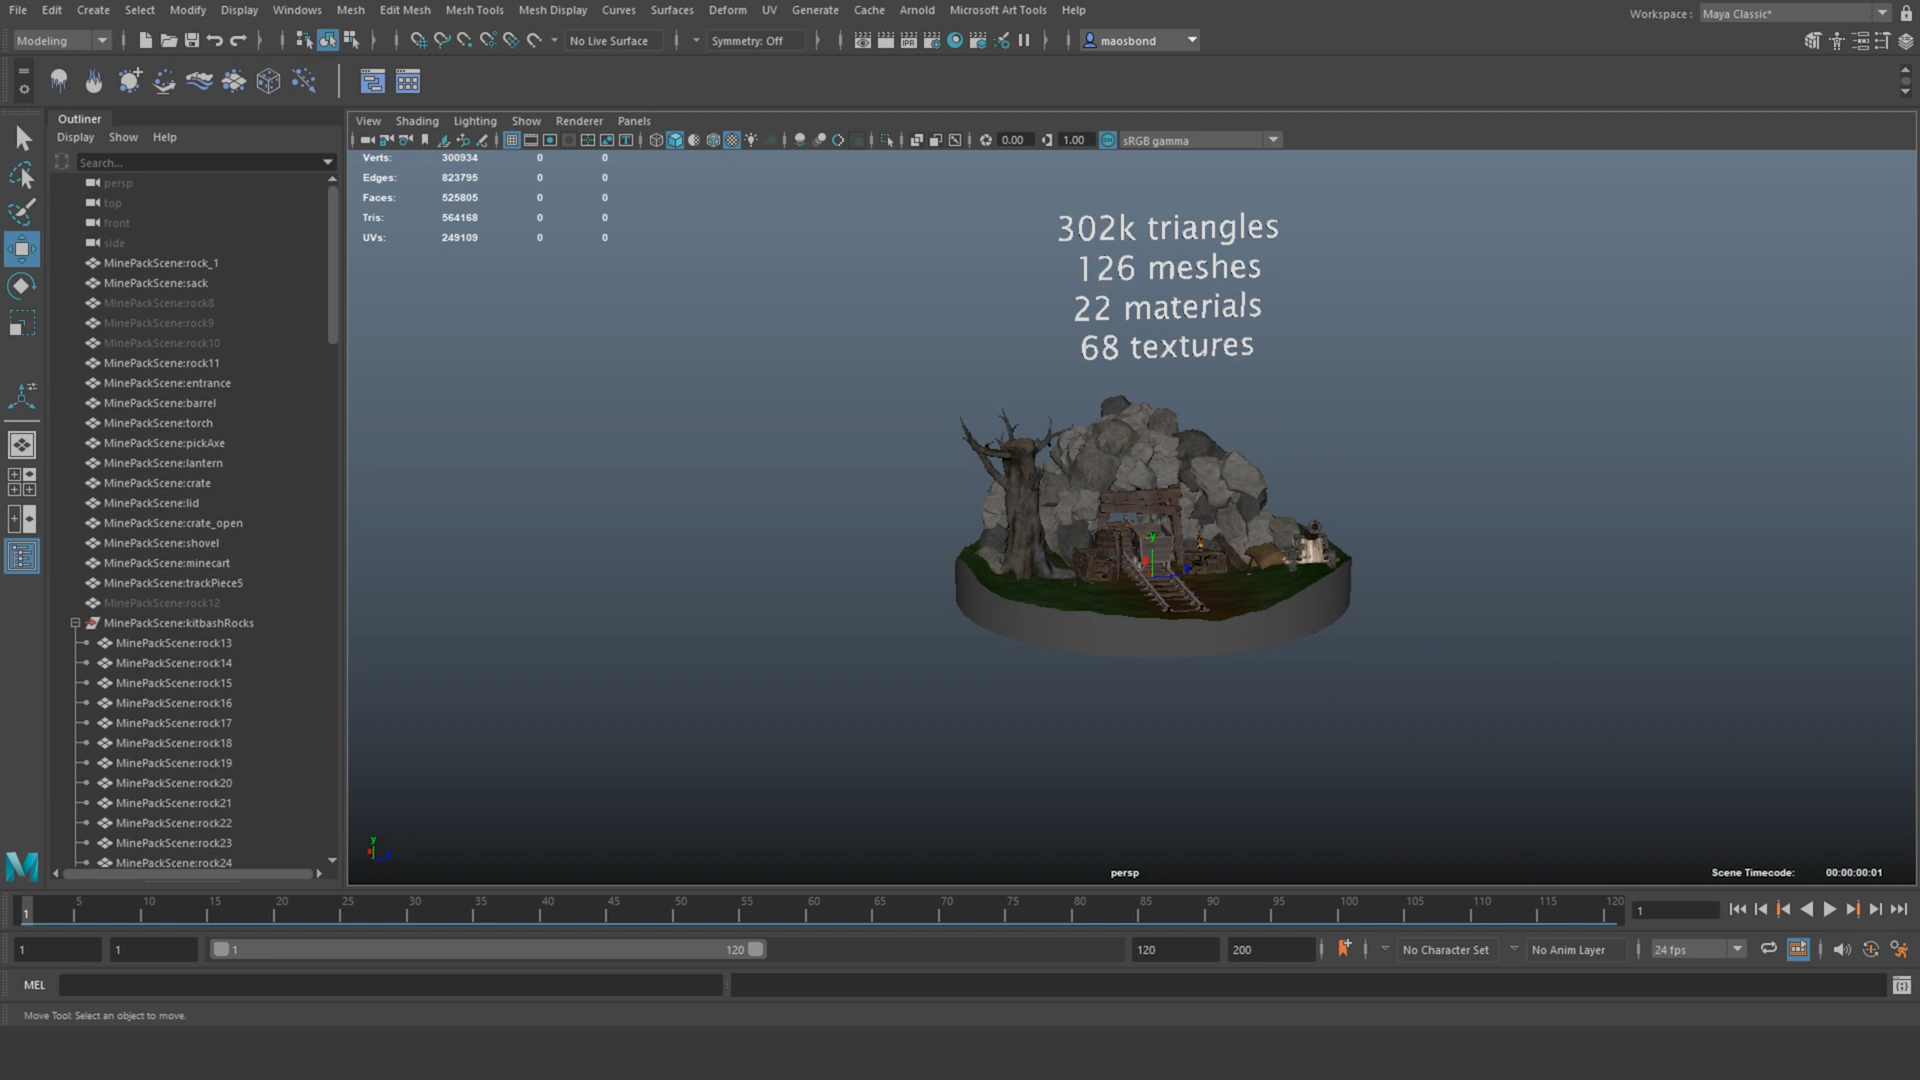 File Edit Create Select Modify Display Windows Mesh Edit Mesh Mesh Tools Mesh Display Curves Surfaces Deform UV Generate Cache Arnold Microsoft Art Tools Help
Workspace : Maya Classic*
Modeling
No Live Surface
Symmetry: Off
IPR
maosbond
Outliner
Display Show Help
Search...
persp
top
front
side
MinePackScene:rock_1
MinePackScene:sack
MinePackScene:rock8
MinePackScene:rock9
MinePackScene:rock10
MinePackScene:rock11
MinePackScene:entrance
MinePackScene:barrel
MinePackScene:torch
MinePackScene:pickAxe
MinePackScene:lantern
MinePackScene:crate
MinePackScene:lid
MinePackScene:crate_open
MinePackScene:shovel
MinePackScene:minecart
MinePackScene:trackPiece5
MinePackScene:rock12
MinePackScene:kitbashRocks
MinePackScene:rock13
MinePackScene:rock14
MinePackScene:rock15
MinePackScene:rock16
MinePackScene:rock17
MinePackScene:rock18
MinePackScene:rock19
MinePackScene:rock20
MinePackScene:rock21
MinePackScene:rock22
MinePackScene:rock23
MinePackScene:rock24
View Shading Lighting Show Renderer Panels
0.00 1.00 sRGB gamma
Verts: 300934 0 0
Edges: 823795 0 0
Faces: 525805 0 0
Tris: 564168 0 0
UVs: 249109 0 0
302k triangles
126 meshes
22 materials
68 textures
y
y
x
persp
Scene Timecode: 00:00:00:01
1 5 10 15 20 25 30 35 40 45 50 55 60 65 70 75 80 85 90 95 100 105 110 115 120
1
1 1 1 120 120 200 No Character Set No Anim Layer 24 fps
MEL
Move Tool: Select an object to move.